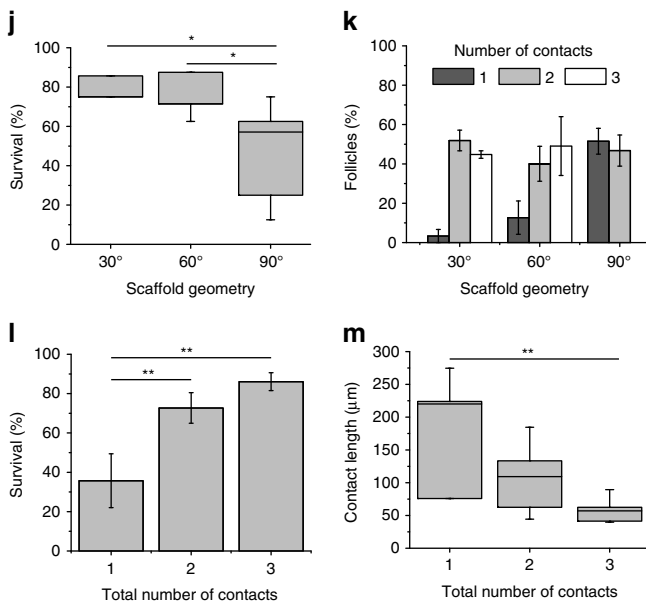 j
*
*
100
80
60
40
20
0
Survival (%)
30° 60° 90°
Scaffold geometry
k
Number of contacts
1 2 3
100
80
60
40
20
0
Follicles (%)
30° 60° 90°
Scaffold geometry
l
**
**
100
80
60
40
20
0
Survival (%)
1 2 3
Total number of contacts
m
**
300
250
200
150
100
50
0
Contact length (μm)
1 2 3
Total number of contacts